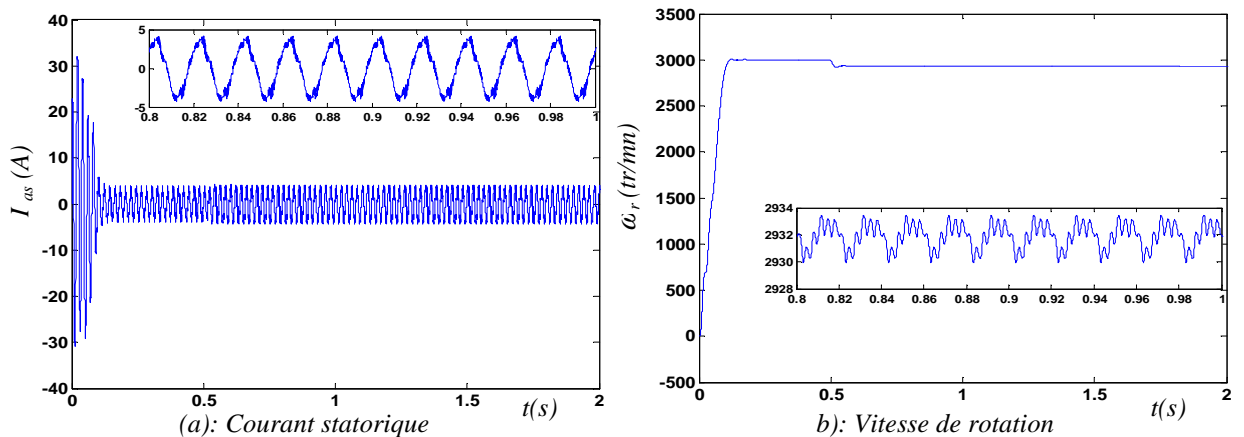 40
30
20
10
0
-10
-20
-30
-40
I as (A)
5
0
-5
0.8 0.82 0.84 0.86 0.88 0.9 0.92 0.94 0.96 0.98 1
0 0.5 1 1.5 2
t(s)
(a): Courant statorique
3500
3000
2500
2000
1500
1000
500
0
-500
ω r (tr/mn)
2934
2932
2930
2928
0.8 0.82 0.84 0.86 0.88 0.9 0.92 0.94 0.96 0.98 1
0 0.5 1 1.5 2
t(s)
b): Vitesse de rotation